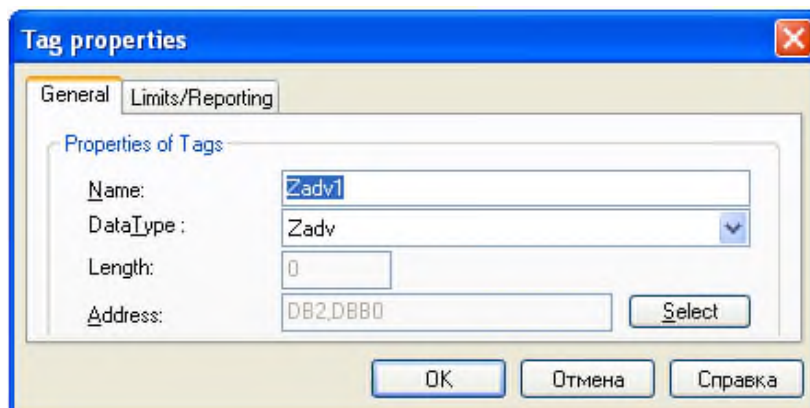 Tag properties
General Limits/Reporting
Properties of Tags
Name: Zadv1
DataType : Zadv
Length: 0
Address: DB2,DBB0 Select
OK Отмена Справка